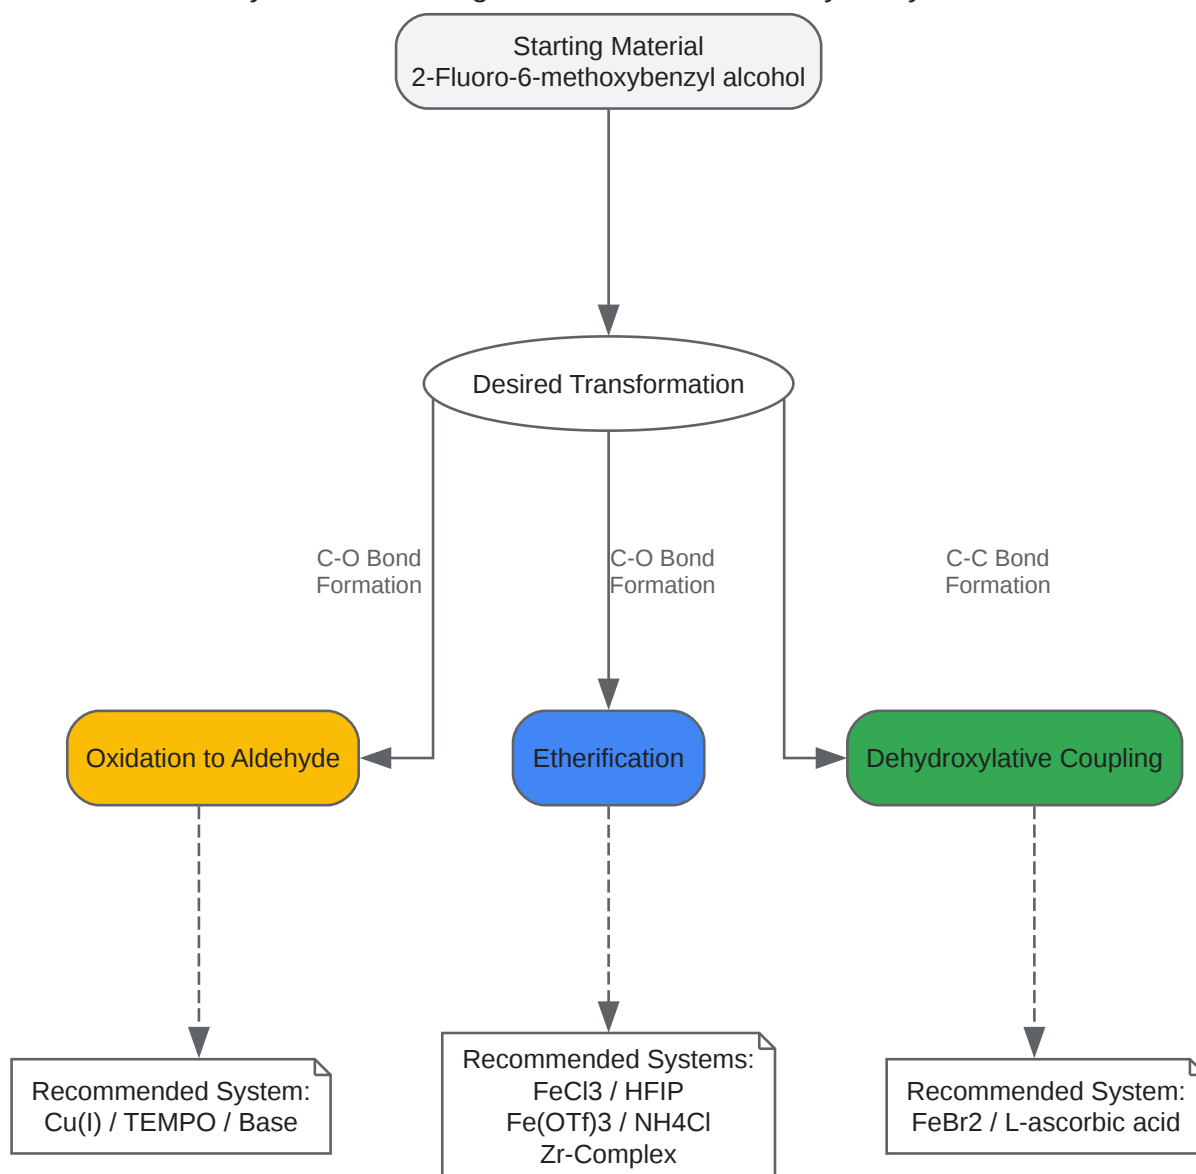 Starting Material
2-Fluoro-6-methoxybenzyl alcohol
Desired Transformation
C-O Bond
Formation
C-O Bond
Formation
C-C Bond
Formation
Oxidation to Aldehyde
Etherification
Dehydroxylative Coupling
Recommended System:
Cu(I) / TEMPO / Base
Recommended Systems:
FeCl3 / HFIP
Fe(OTf)3 / NH4Cl
Zr-Complex
Recommended System:
FeBr2 / L-ascorbic acid